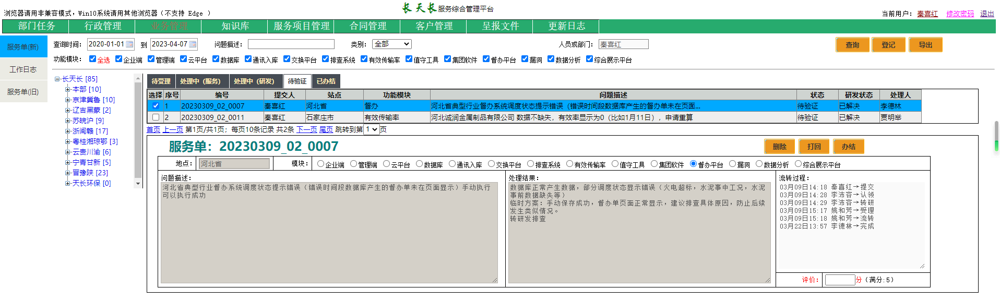 浏览器请用非兼容模式，Win10系统请用其他浏览器（不支持 Edge ）
长天长服务综合管理平台
当前用户： 秦喜红 修改密码 退出
部门任务 行政管理 业务管理 知识库 服务项目管理 合同管理 客户管理 呈报文件 更新日志
服务单(新)
工作日志
服务单(旧)
查询时间： 2020-01-01 到 2023-04-07 问题描述： 类别： 全部 人员或部门： 秦喜红 查询 登记 导出
功能模块： 全选 企业端 管理端 云平台 数据库 通讯入库 交换平台 排查系统 有效传输率 值守工具 集团软件 督办平台 漏洞 数据分析 综合展示平台
长天长 [85]
本部 [10]
京津冀鲁 [10]
辽吉黑蒙 [2]
苏皖沪 [9]
浙闽赣 [17]
粤桂湘琼鄂 [3]
云贵川渝 [6]
宁青甘新 [5]
晋豫陕 [23]
天长环保 [0]
待受理 处理中（服务） 处理中（研发） 待验证 已办结
选择 序号 编号 提交人 站点 功能模块 问题描述 状态 研发状态 处理人
1 20230309_02_0007 秦喜红 河北省 督办 河北省典型行业督办系统调度状态提示错误（错误时间段数据库产生的督办单未在页面... 待验证 已解决 李德林
2 20230309_02_0011 秦喜红 石家庄市 有效传输率 河北诚润金属制品有限公司 数据不缺失，有效率显示为0（比如1月11日），申请重算 待验证 已解决 贾明举
首页 上一页 第1页/共1页；每页10条记录 共2条 下一页 尾页 跳转到第 1 页
服务单：20230309_02_0007 删除 打回 办结
地点： 河北省 模块： 企业端 管理端 云平台 数据库 通讯入库 交换平台 排查系统 有效传输率 值守工具 集团软件 督办平台 漏洞 数据分析 综合展示平台
问题描述：
河北省典型行业督办系统调度状态提示错误（错误时间段数据库产生的督办单未在页面显示）手动执行
可以执行成功
处理结果：
数据库正常产生数据，部分调度状态显示错误（火电超标，水泥事中工况，水泥
事前数据缺失等）
临时方案：手动保存成功，督办单页面正常显示，建议排查具体原因，防止后续
发生类似情况。
转研发排查
流转过程：
03月09日14:18 秦喜红→提交
03月09日14:28 李沛容→认领
03月09日14:29 李沛容→转研
03月09日15:17 姚和芳→受理
03月09日15:18 姚和芳→流转
03月22日13:57 李德林→完成
评价： 分（满分:5）